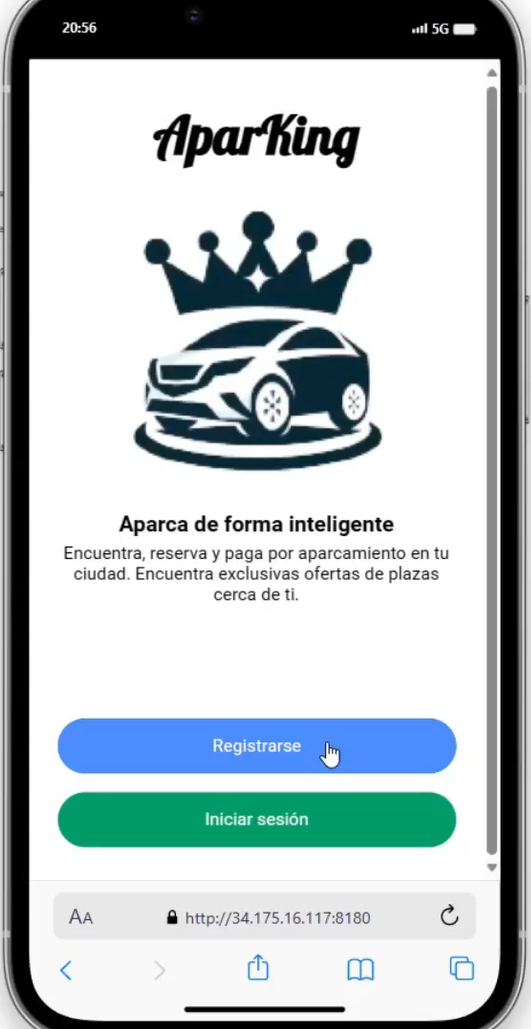 20:56
5G
AparKing
Aparca de forma inteligente
Encuentra, reserva y paga por aparcamiento en tu
ciudad. Encuentra exclusivas ofertas de plazas
cerca de ti.
Registrarse
Iniciar sesión
AA
http://34.175.16.117:8180